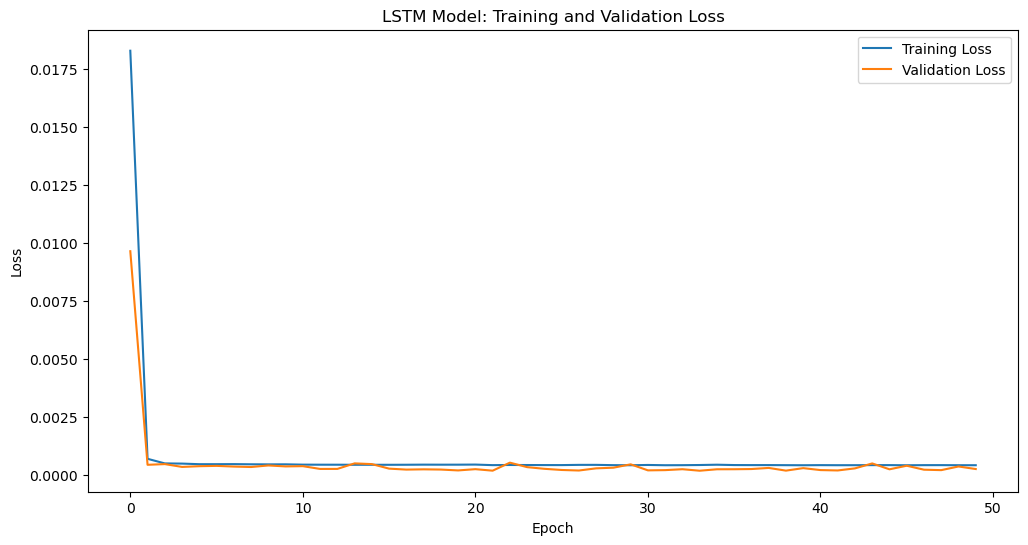 LSTM Model: Training and Validation Loss
Training Loss
Validation Loss
0.0175
0.0150
0.0125
0.0100
0.0075
0.0050
0.0025
0.0000
Loss
0
10
20
30
40
50
Epoch